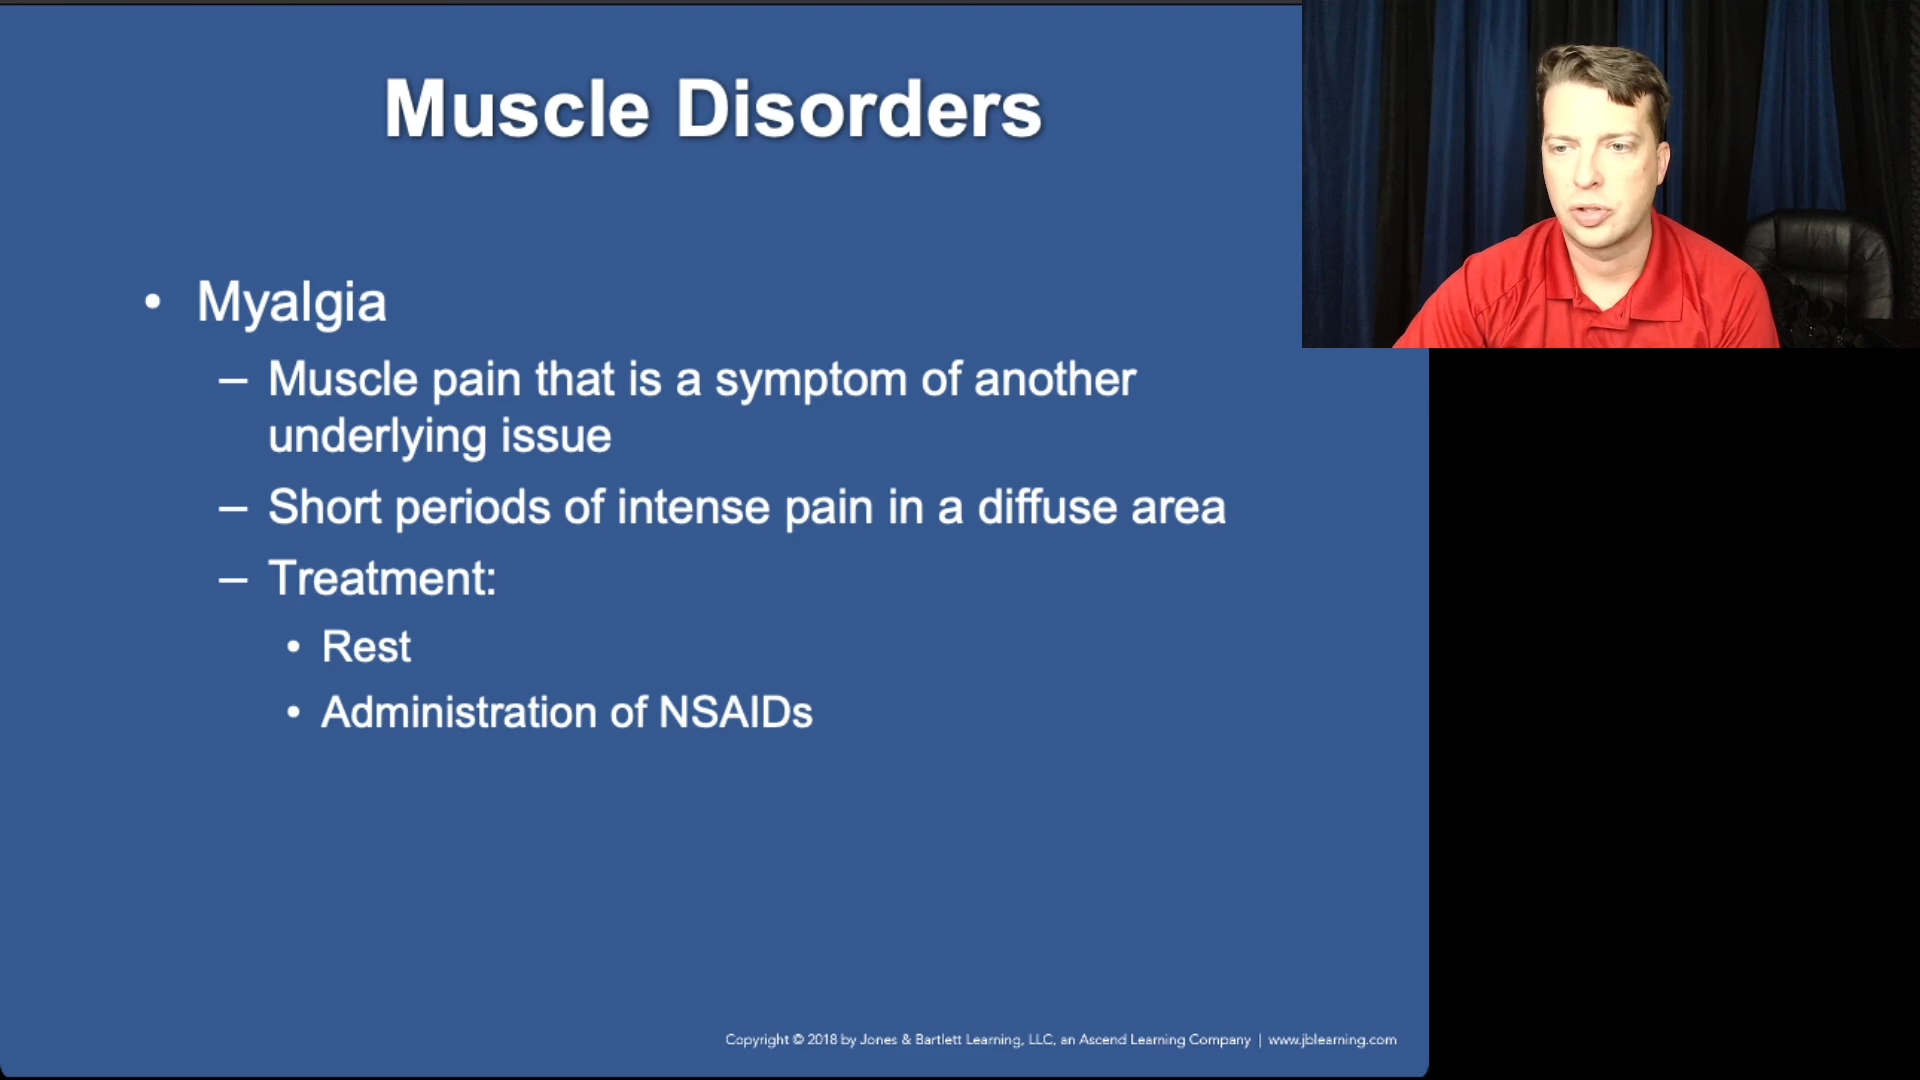 Muscle Disorders
• Myalgia
– Muscle pain that is a symptom of another
underlying issue
– Short periods of intense pain in a diffuse area
– Treatment:
• Rest
• Administration of NSAIDs
Copyright © 2018 by Jones & Bartlett Learning, LLC, an Ascend Learning Company | www.jblearning.com